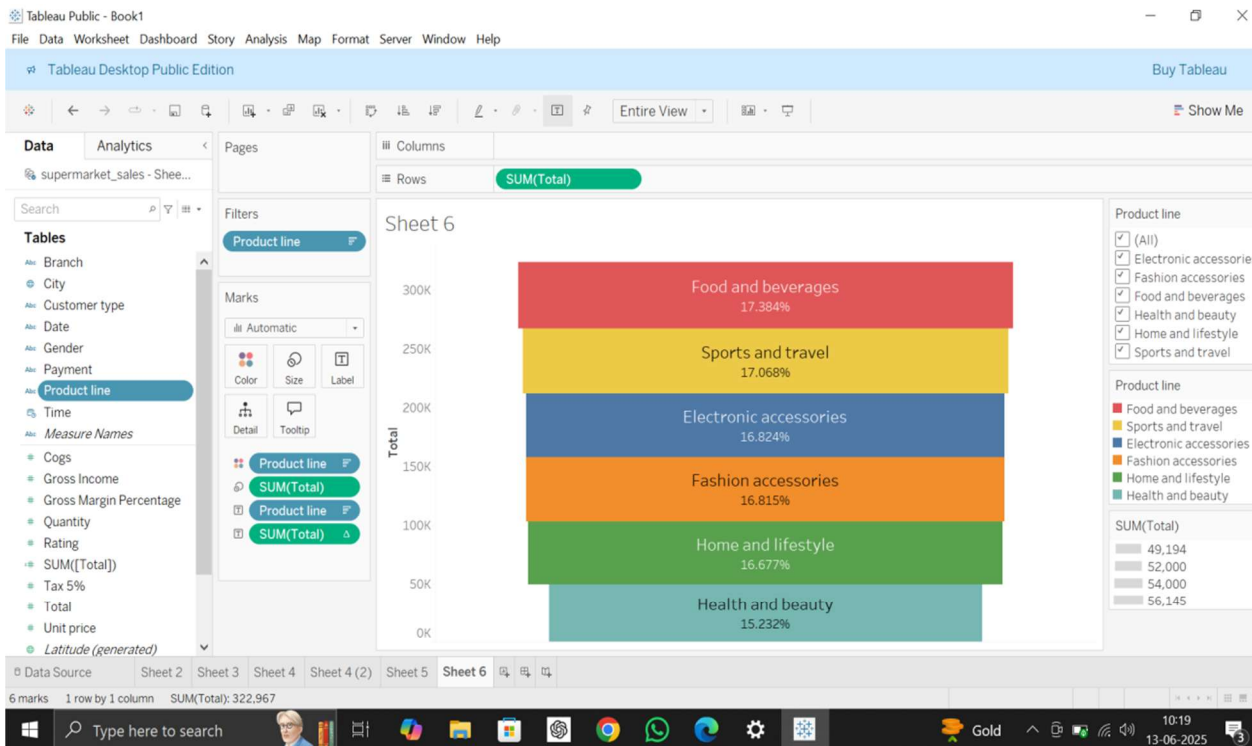 Tableau Public - Book1
File Data Worksheet Dashboard Story Analysis Map Format Server Window Help
Tableau Desktop Public Edition
Buy Tableau
Entire View
Show Me
Data
Analytics
supermarket_sales - Shee...
Search
Tables
Abc Branch
City
Abc Customer type
Abc Date
Abc Gender
Abc Payment
Abc Product line
Time
Abc Measure Names
# Cogs
# Gross Income
# Gross Margin Percentage
# Quantity
# Rating
=# SUM([Total])
# Tax 5%
# Total
# Unit price
Latitude (generated)
Pages
Filters
Product line
Marks
Automatic
Color
Size
Label
Detail
Tooltip
Product line
SUM(Total)
Product line
SUM(Total)
Columns
Rows
SUM(Total)
Sheet 6
Total
300K
250K
200K
150K
100K
50K
0K
Food and beverages
17.384%
Sports and travel
17.068%
Electronic accessories
16.824%
Fashion accessories
16.815%
Home and lifestyle
16.677%
Health and beauty
15.232%
Product line
(All)
Electronic accessorie
Fashion accessories
Food and beverages
Health and beauty
Home and lifestyle
Sports and travel
Product line
Food and beverages
Sports and travel
Electronic accessories
Fashion accessories
Home and lifestyle
Health and beauty
SUM(Total)
49,194
52,000
54,000
56,145
Data Source
Sheet 2
Sheet 3
Sheet 4
Sheet 4 (2)
Sheet 5
Sheet 6
6 marks 1 row by 1 column SUM(Total): 322,967
Type here to search
Gold
10:19
13-06-2025
3